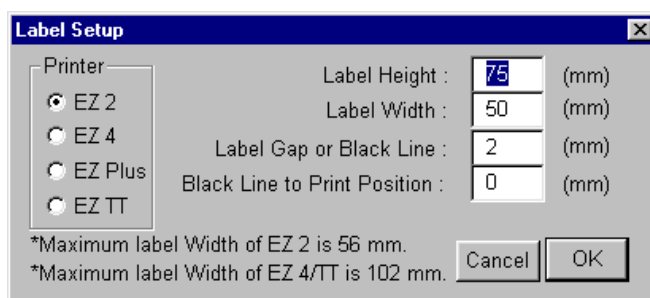 Label Setup
Printer
EZ 2
EZ 4
EZ Plus
EZ TT
Label Height : 75 (mm)
Label Width : 50 (mm)
Label Gap or Black Line : 2 (mm)
Black Line to Print Position : 0 (mm)
*Maximum label Width of EZ 2 is 56 mm.
*Maximum label Width of EZ 4/TT is 102 mm.
Cancel OK